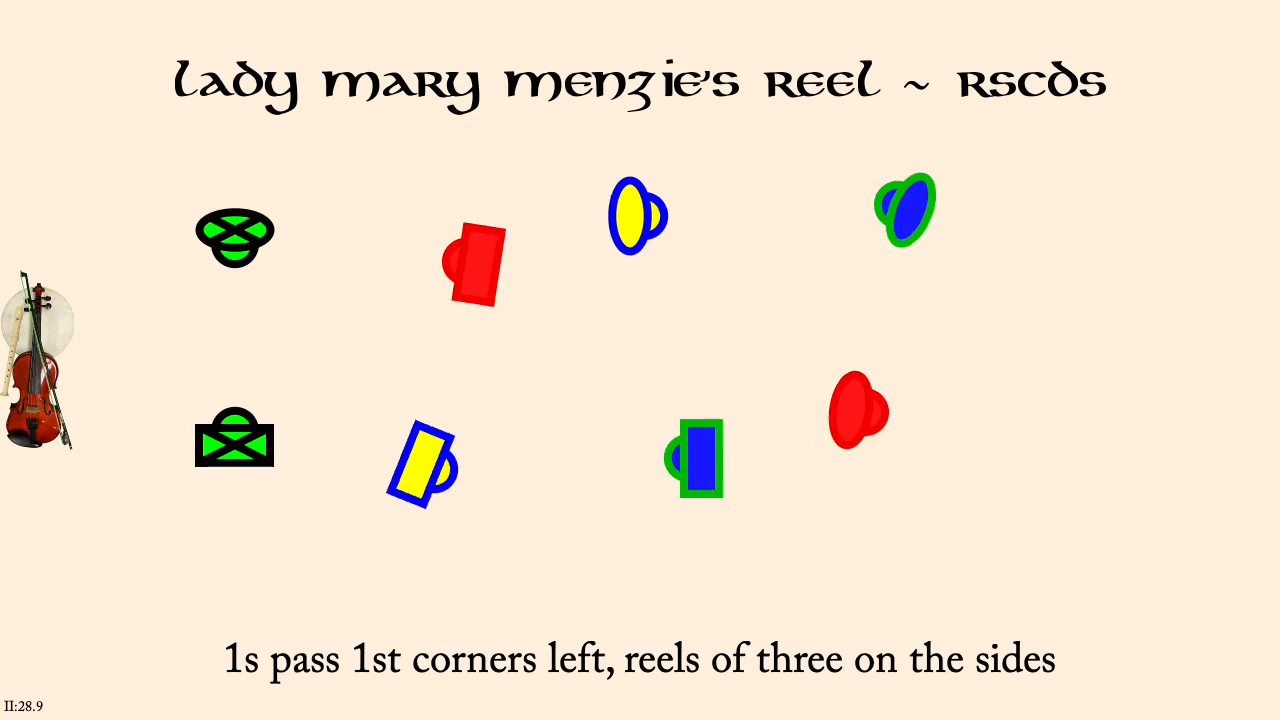 Lady Mary Menzie's Reel ~ RSCDS
1s pass 1st corners left, reels of three on the sides
II:28.9